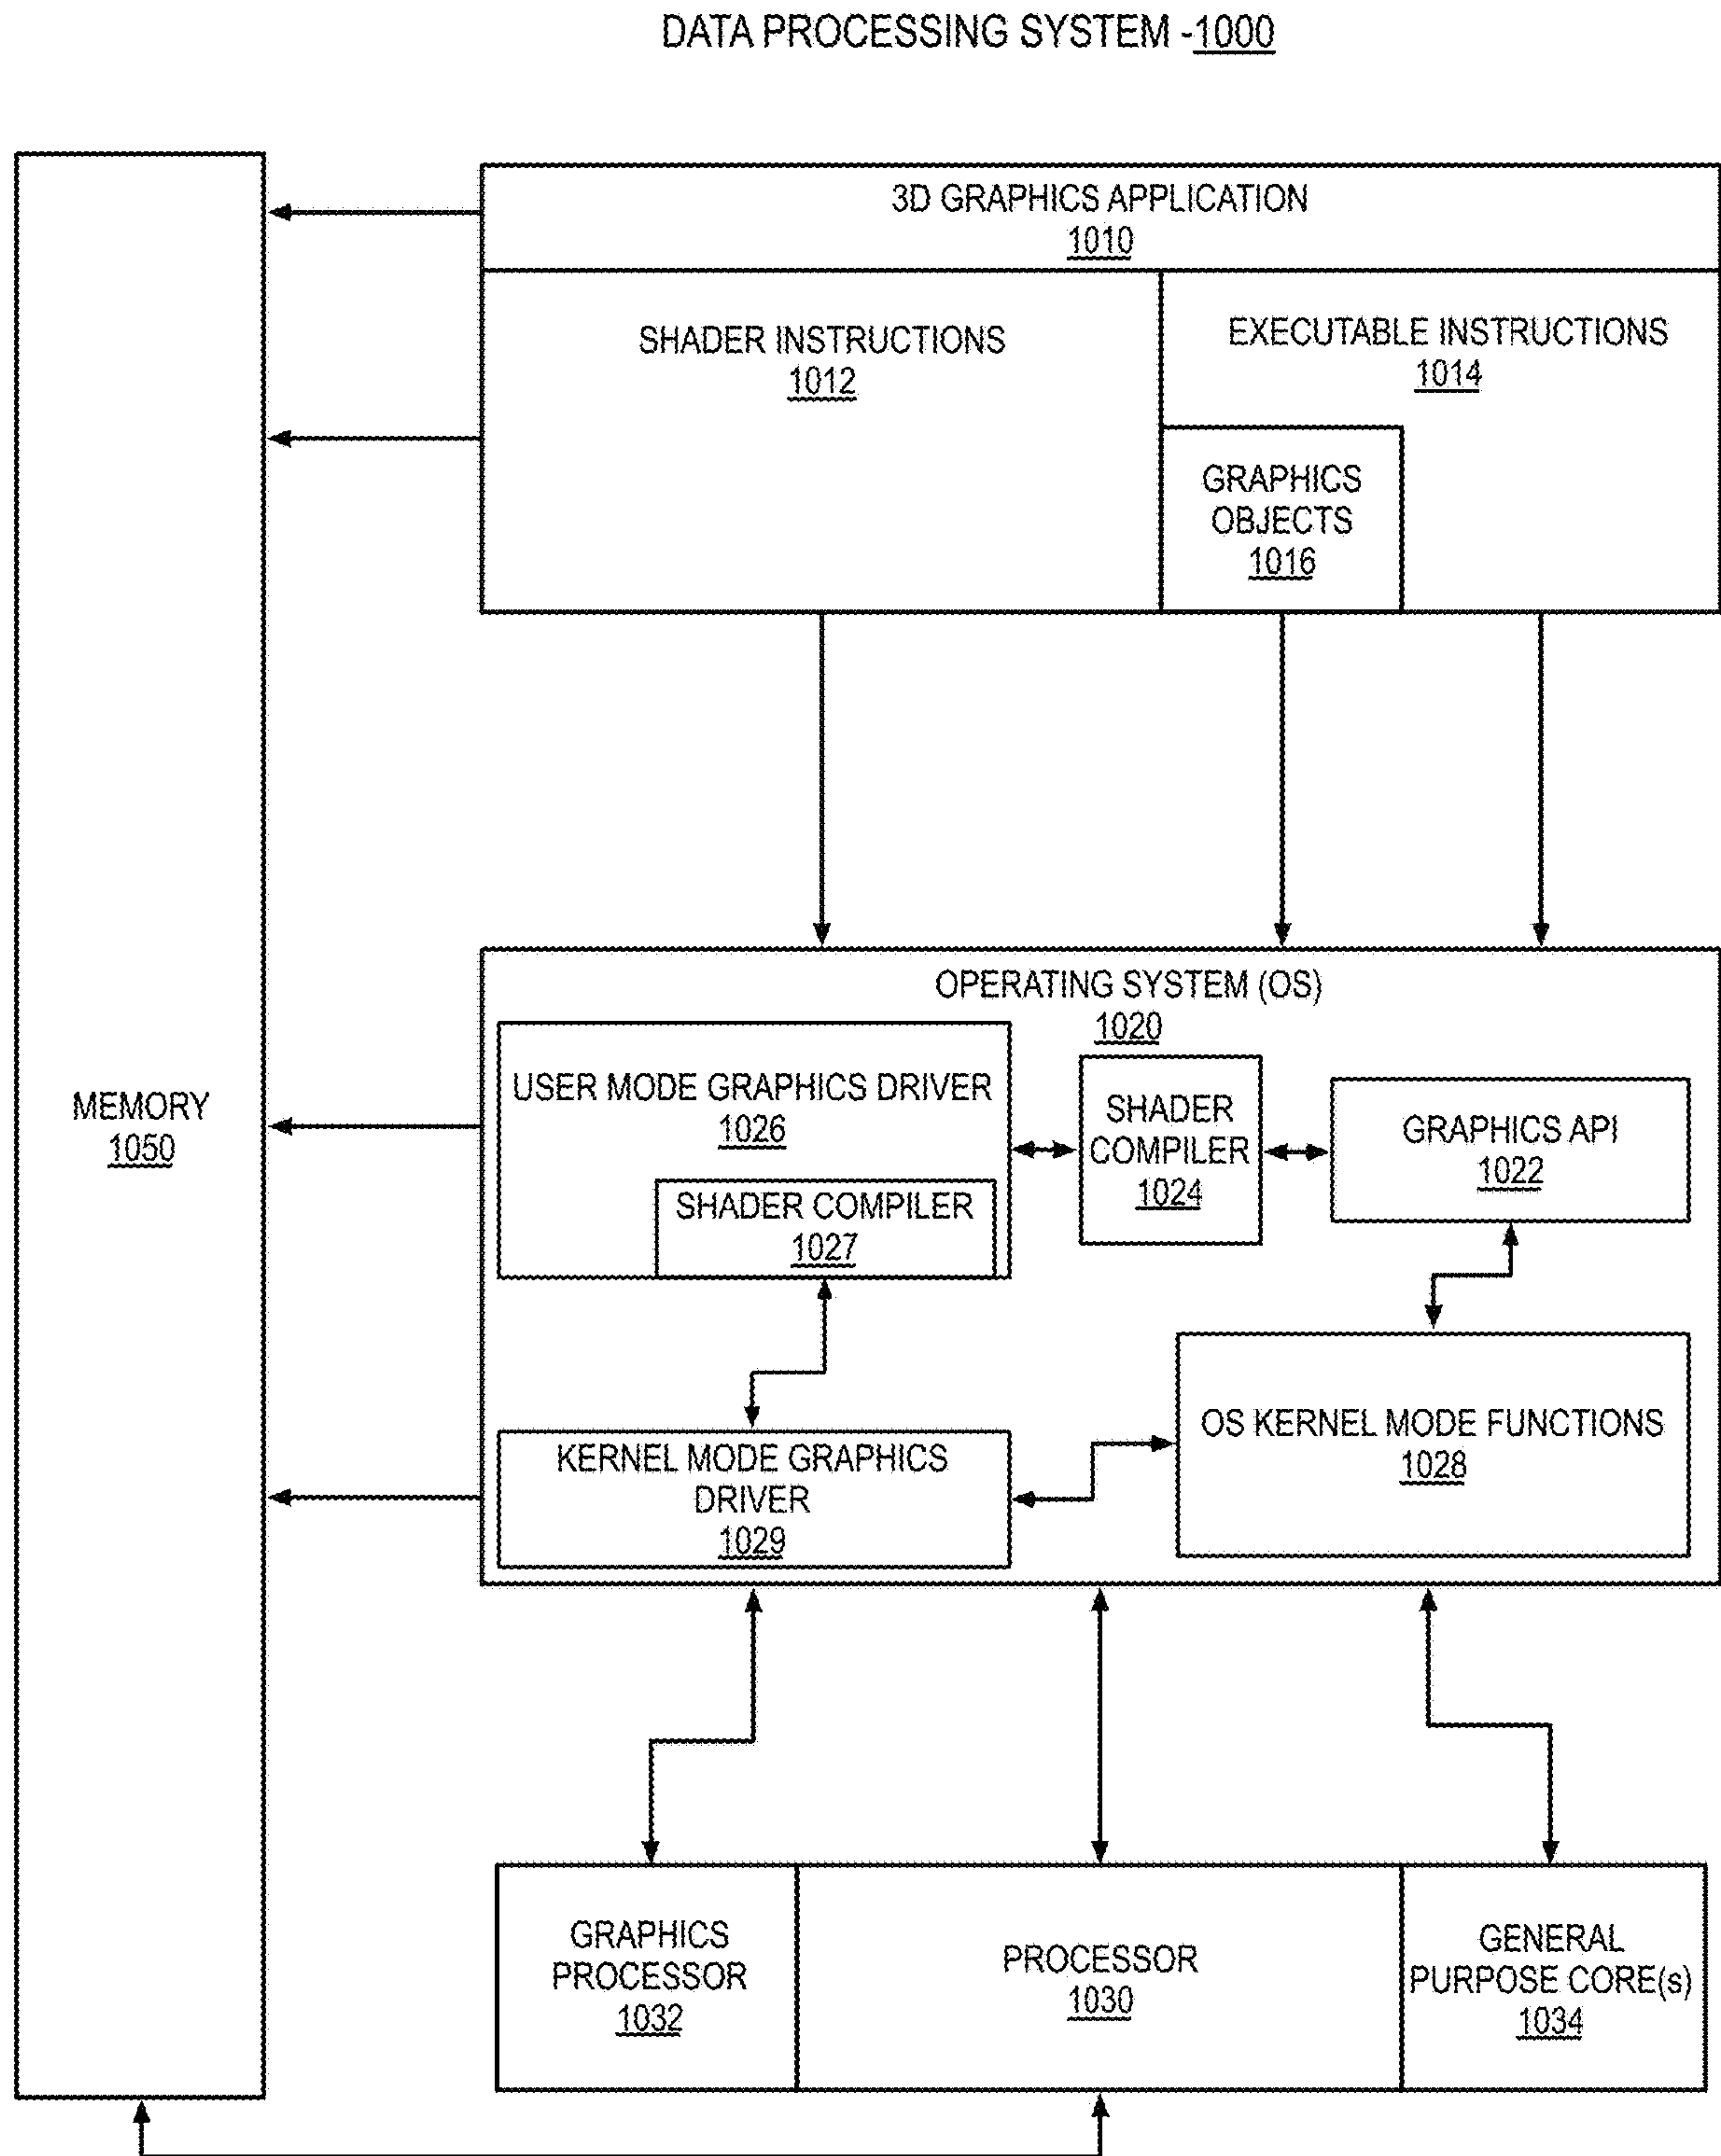 DATA PROCESSING SYSTEM -1000
3D GRAPHICS APPLICATION
1010
SHADER INSTRUCTIONS
1012
EXECUTABLE INSTRUCTIONS
1014
GRAPHICS
OBJECTS
1016
MEMORY
1050
OPERATING SYSTEM (OS)
1020
USER MODE GRAPHICS DRIVER
1026
SHADER COMPILER
1027
SHADER
COMPILER
1024
GRAPHICS API
1022
KERNEL MODE GRAPHICS
DRIVER
1029
OS KERNEL MODE FUNCTIONS
1028
GRAPHICS
PROCESSOR
1032
PROCESSOR
1030
GENERAL
PURPOSE CORE(s)
1034